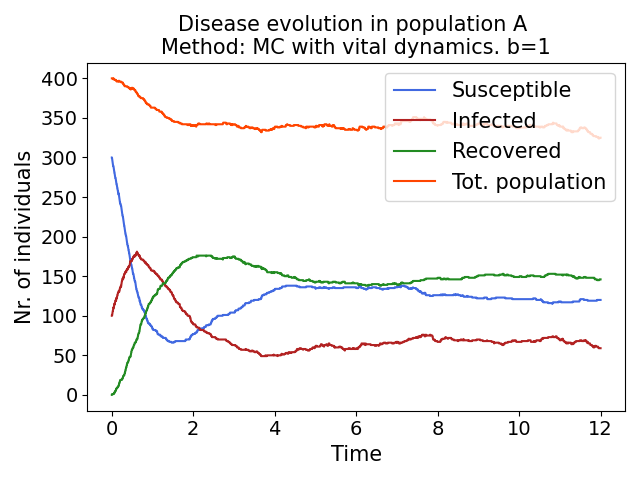 Disease evolution in population A
Method: MC with vital dynamics. b=1
Nr. of individuals
400
350
300
250
200
150
100
50
0
Susceptible
Infected
Recovered
Tot. population
0 2 4 6 8 10 12
Time